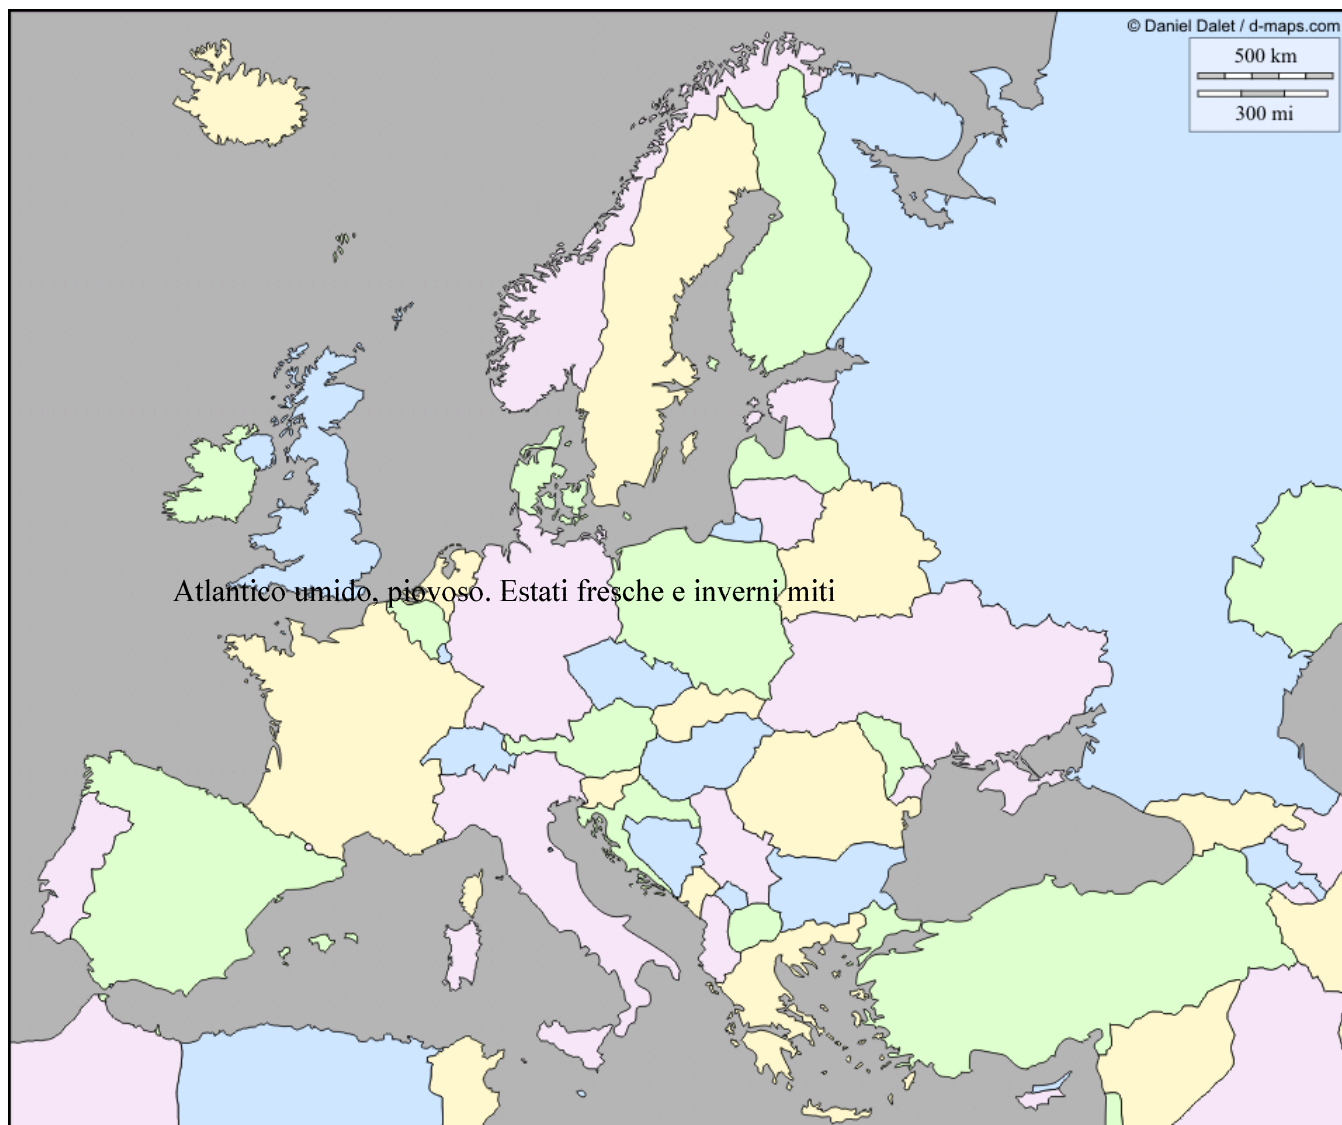 © Daniel Dalet / d-maps.com
500 km
300 mi
Atlantico umido, piovoso. Estati fresche e inverni miti